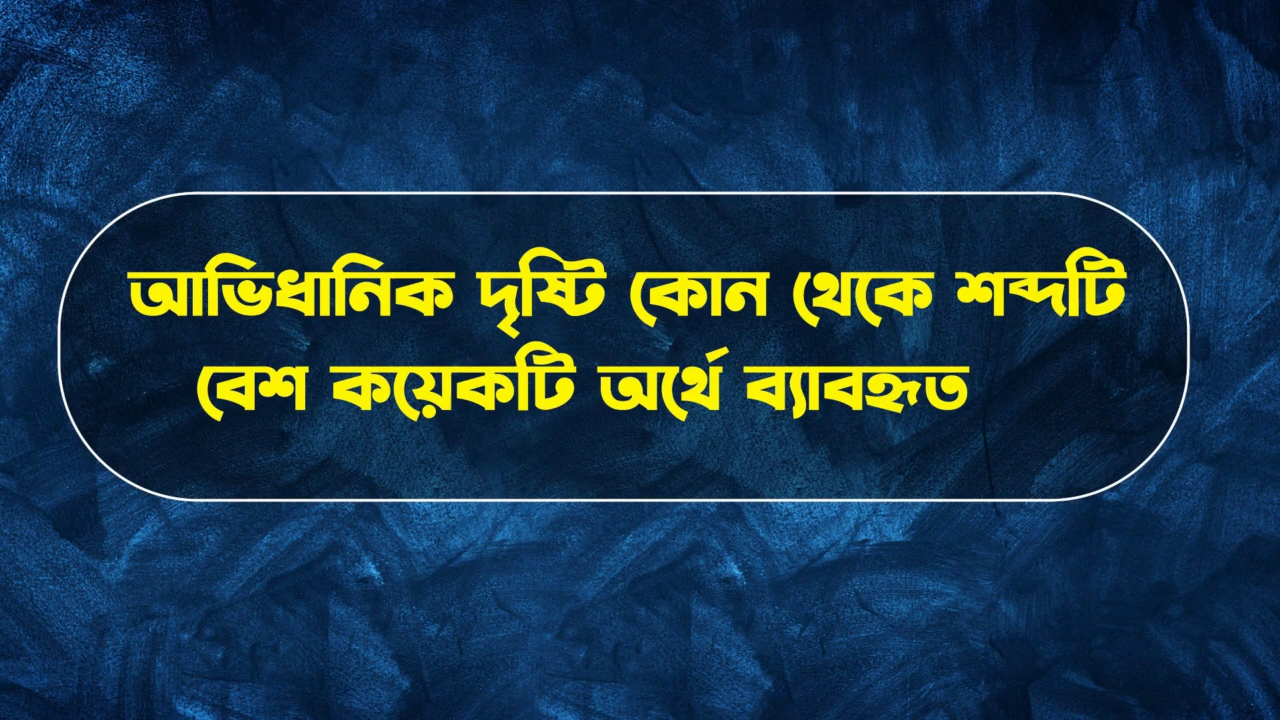 আভিধানিক দৃষ্টি কোন থেকে শব্দটি
বেশ কয়েকটি অর্থে ব্যাবহৃত